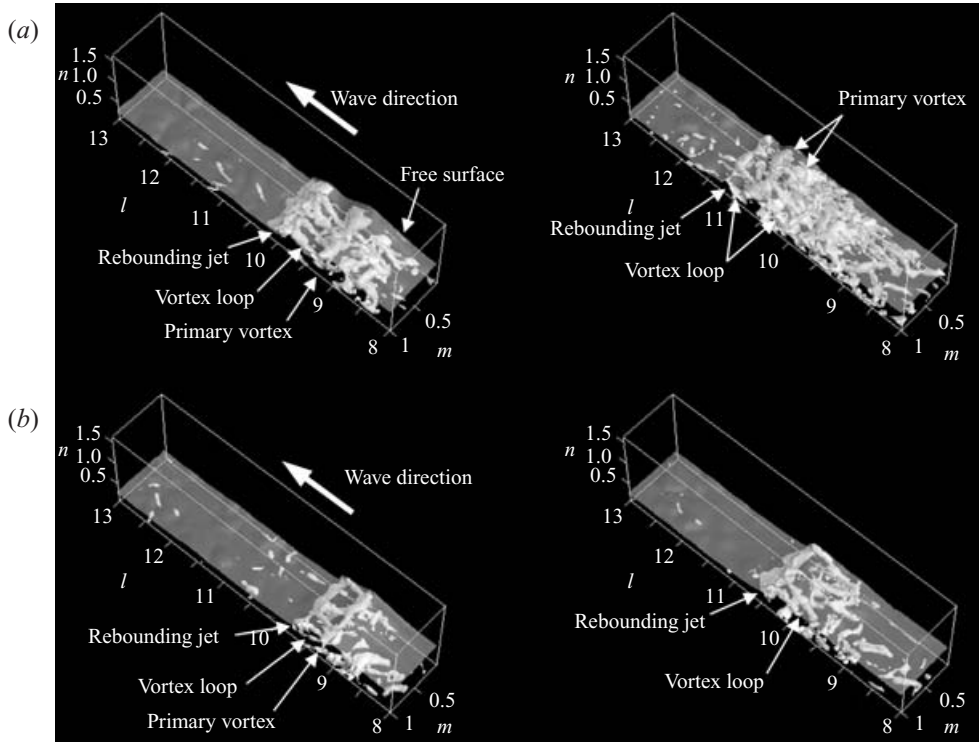 (a)
1.5
n 1.0
0.5
13
12
l
11
10
9
8
1
0.5
m
Wave direction
Free surface
Rebounding jet
Vortex loop
Primary vortex
1.5
n 1.0
0.5
13
12
l
11
10
9
8
1
0.5
m
Primary vortex
Rebounding jet
Vortex loop
(b)
1.5
n 1.0
0.5
13
12
l
11
10
9
8
1
0.5
m
Wave direction
Rebounding jet
Vortex loop
Primary vortex
1.5
n 1.0
0.5
13
12
l
11
10
9
8
1
0.5
m
Rebounding jet
Vortex loop